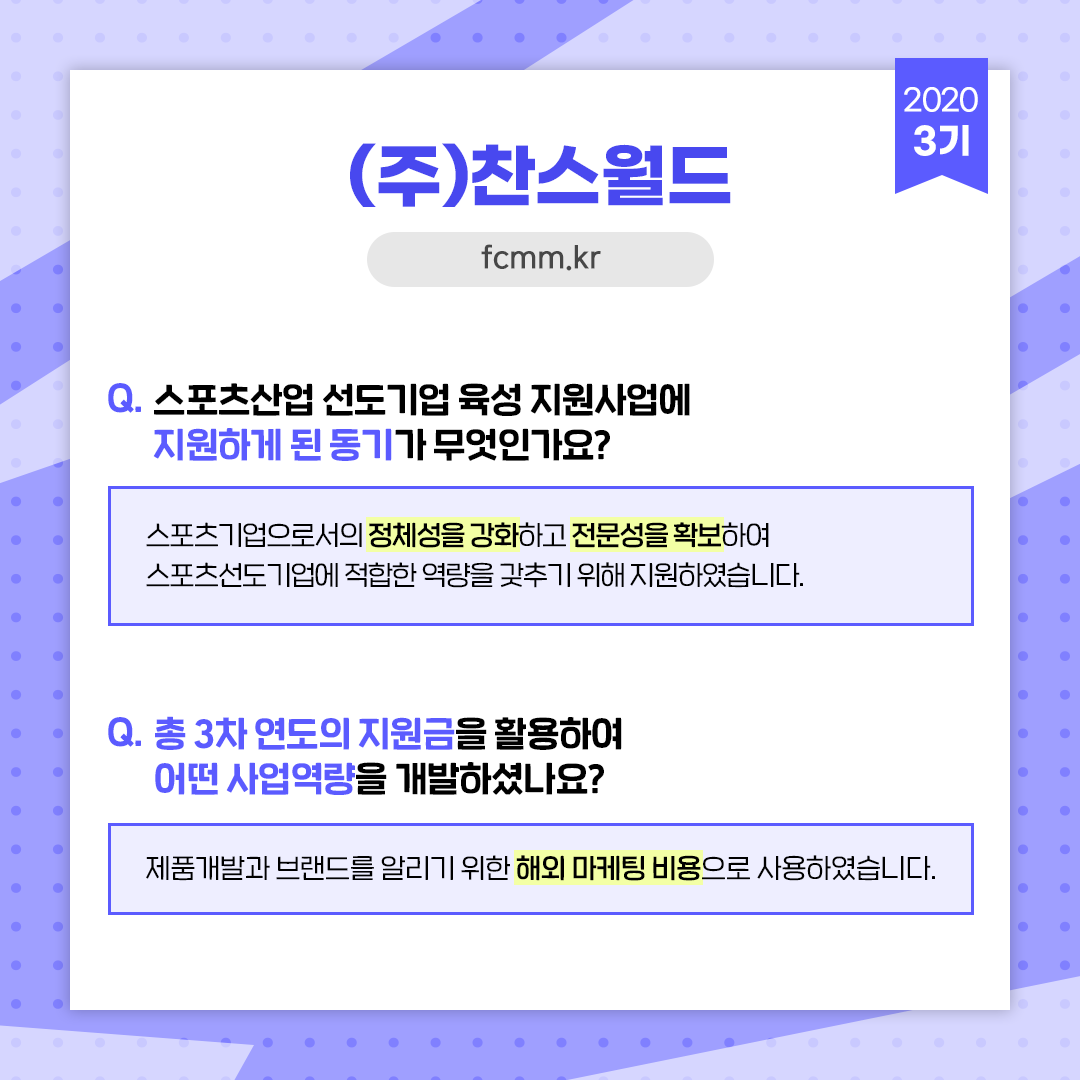 2020
3기
(주)찬스월드
fcmm.kr
Q. 스포츠산업 선도기업 육성 지원사업에
지원하게 된 동기가 무엇인가요?
스포츠기업으로서의 정체성을 강화하고 전문성을 확보하여
스포츠선도기업에 적합한 역량을 갖추기 위해 지원하였습니다.
Q. 총 3차 연도의 지원금을 활용하여
어떤 사업역량을 개발하셨나요?
제품개발과 브랜드를 알리기 위한 해외 마케팅 비용으로 사용하였습니다.